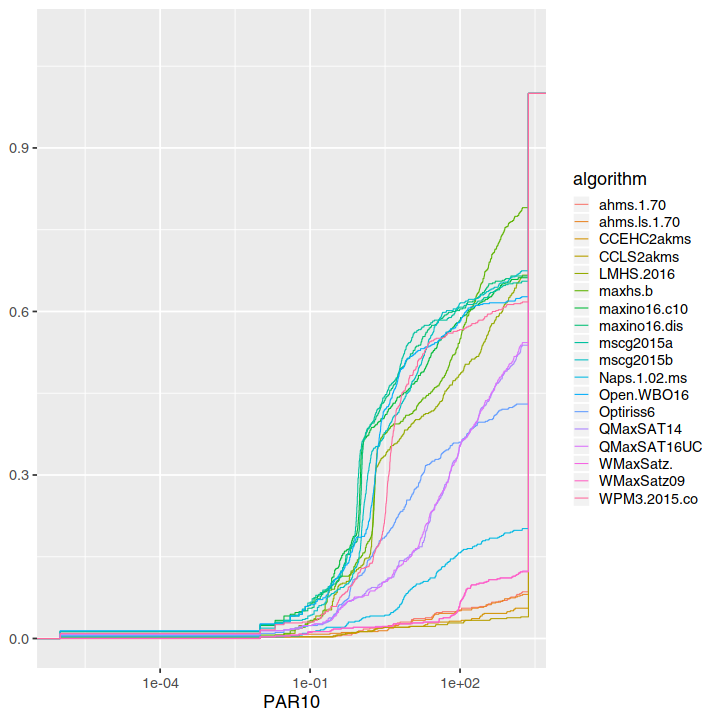 0.9
0.6
0.3
0.0
1e-04
1e-01
1e+02
PAR10
algorithm
ahms.1.70
ahms.ls.1.70
CCEHC2akms
CCLS2akms
LMHS.2016
maxhs.b
maxino16.c10
maxino16.dis
mscg2015a
mscg2015b
Naps.1.02.ms
Open.WBO16
Optiriss6
QMaxSAT14
QMaxSAT16UC
WMaxSatz.
WMaxSatz09
WPM3.2015.co